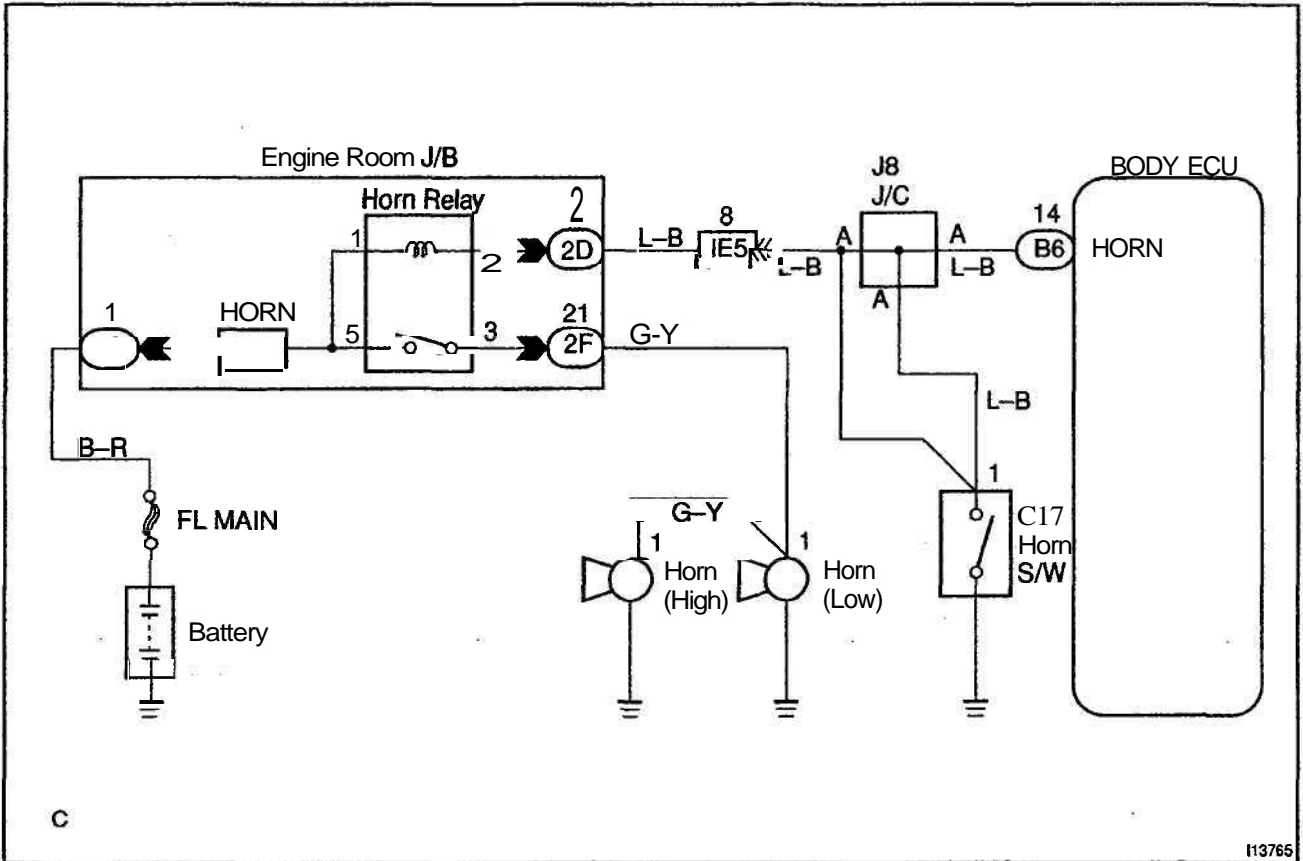 Engine Room J/B
J8
J/C
BODY ECU
Horn Relay
2
8
14
1
2
2D
L–B
IE5
L–B
A
A
L–B
B6
HORN
A
1
HORN
5
3
21
2F
G-Y
L–B
B–R
1
FL MAIN
G–Y
C17
Horn
S/W
1
1
Horn
(High)
Horn
(Low)
Battery
C
I13765